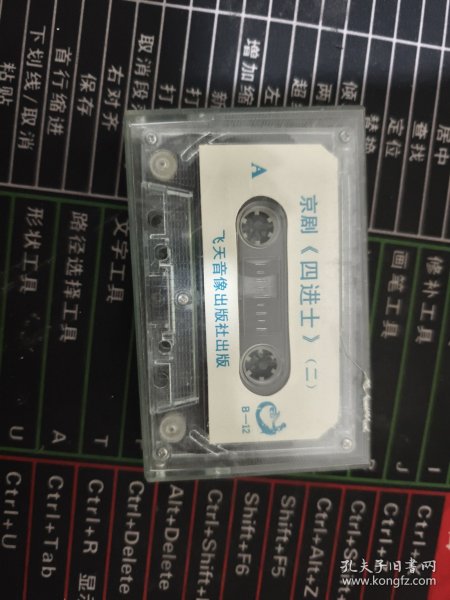 A
京剧《四进士》(二)
飞天音像出版社出版
B—12
居中
查找
定位
替换
增加缩
取消段
右对齐
保存
首行缩进
下划线/取消
粘贴
修补工具
画笔工具
I
J
文字工具
T
路径选择工具
A
形状工具
U
Ctrl+Alt+Z
Shift+F5
Shift+F6
Ctrl+Shift+
Alt+Delete
Ctrl+Delete
Ctrl+R
Ctrl+Tab
Ctrl+U
孔夫子旧书网
www.kongfz.com